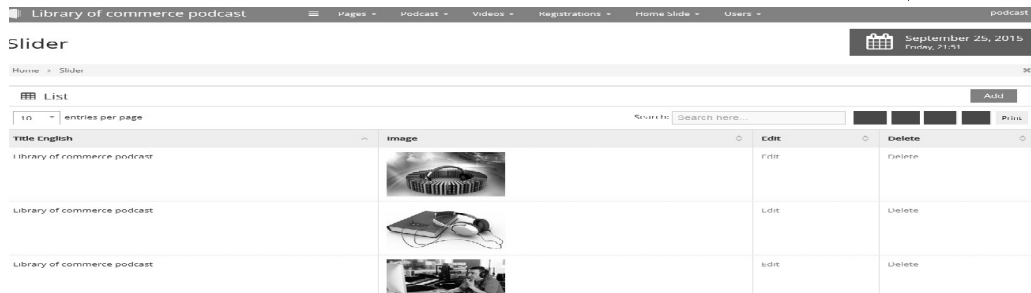 Library of commerce podcast Pages Podcast Videos Registrations Home Slide Users podcast
Slider
September 25, 2015
Friday, 21:51
Home > Slider
List Add
10 entries per page Search: Search here... Print
Title English Image Edit Delete
Library of commerce podcast Edit Delete
Library of commerce podcast Edit Delete
Library of commerce podcast Edit Delete